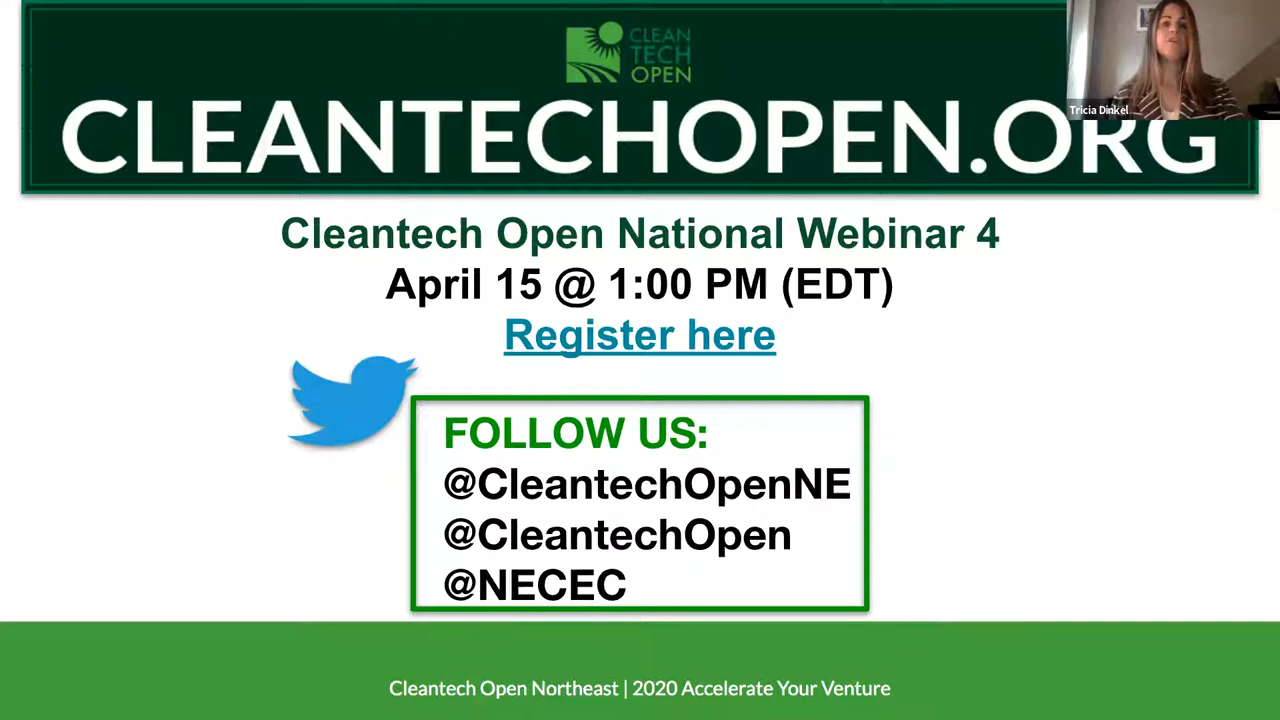 CLEAN
TECH
OPEN
CLEANTECHOPEN.ORG
Tricia Dinkel
Cleantech Open National Webinar 4
April 15 @ 1:00 PM (EDT)
Register here
FOLLOW US:
@CleantechOpenNE
@CleantechOpen
@NECEC
Cleantech Open Northeast | 2020 Accelerate Your Venture